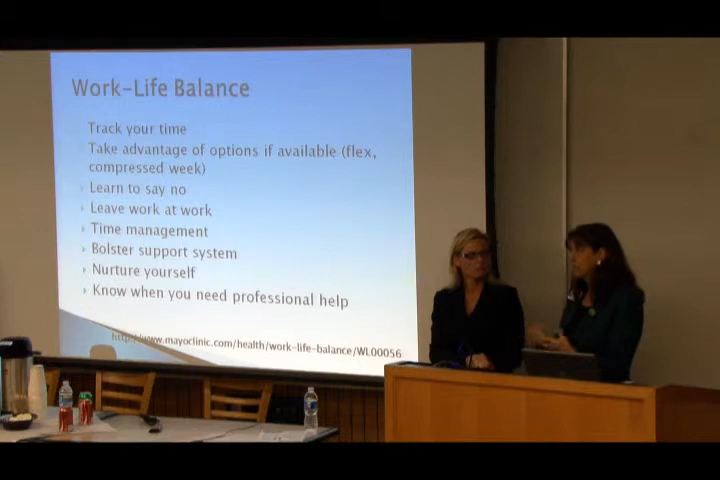 Work-Life Balance
Track your time
Take advantage of options if available (flex,
compressed week)
Learn to say no
Leave work at work
Time management
Bolster support system
Nurture yourself
Know when you need professional help
http://www.mayoclinic.com/health/work-life-balance/WL00056